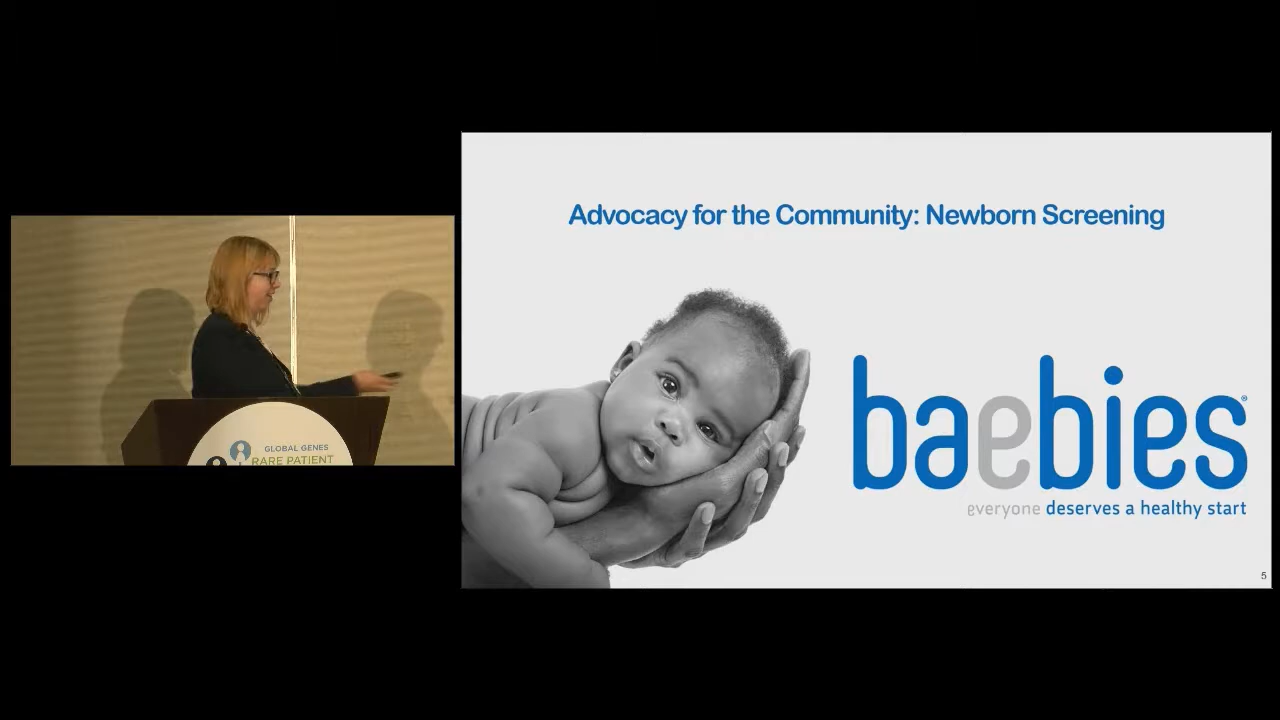 GLOBAL GENES
RARE PATIENT
Advocacy for the Community: Newborn Screening
baebies®
everyone deserves a healthy start
5